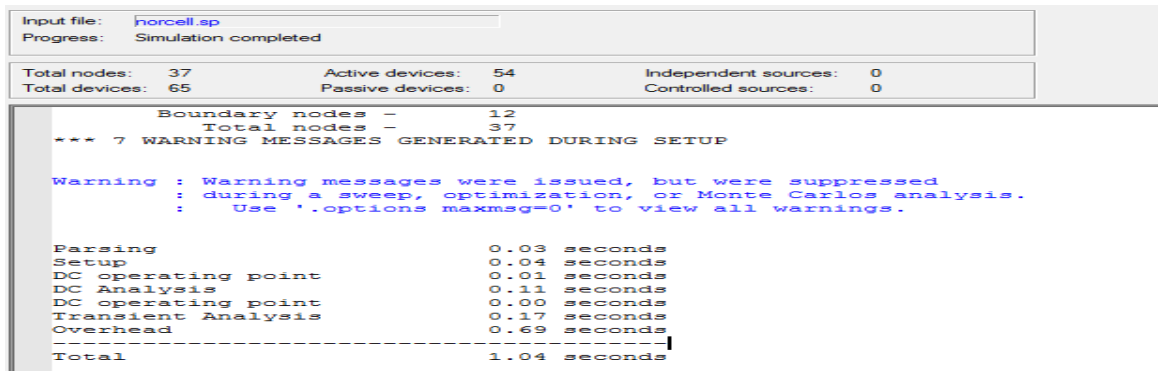 Input file: norcell.sp
Progress: Simulation completed
Total nodes: 37 Active devices: 54 Independent sources: 0
Total devices: 65 Passive devices: 0 Controlled sources: 0
Boundary nodes - 12
Total nodes - 37
*** 7 WARNING MESSAGES GENERATED DURING SETUP
Warning : Warning messages were issued, but were suppressed
: during a sweep, optimization, or Monte Carlos analysis.
: Use '.options maxmsg=0' to view all warnings.
Parsing 0.03 seconds
Setup 0.04 seconds
DC operating point 0.01 seconds
DC Analysis 0.11 seconds
DC operating point 0.00 seconds
Transient Analysis 0.17 seconds
Overhead 0.69 seconds
-----------------------------------------
Total 1.04 seconds